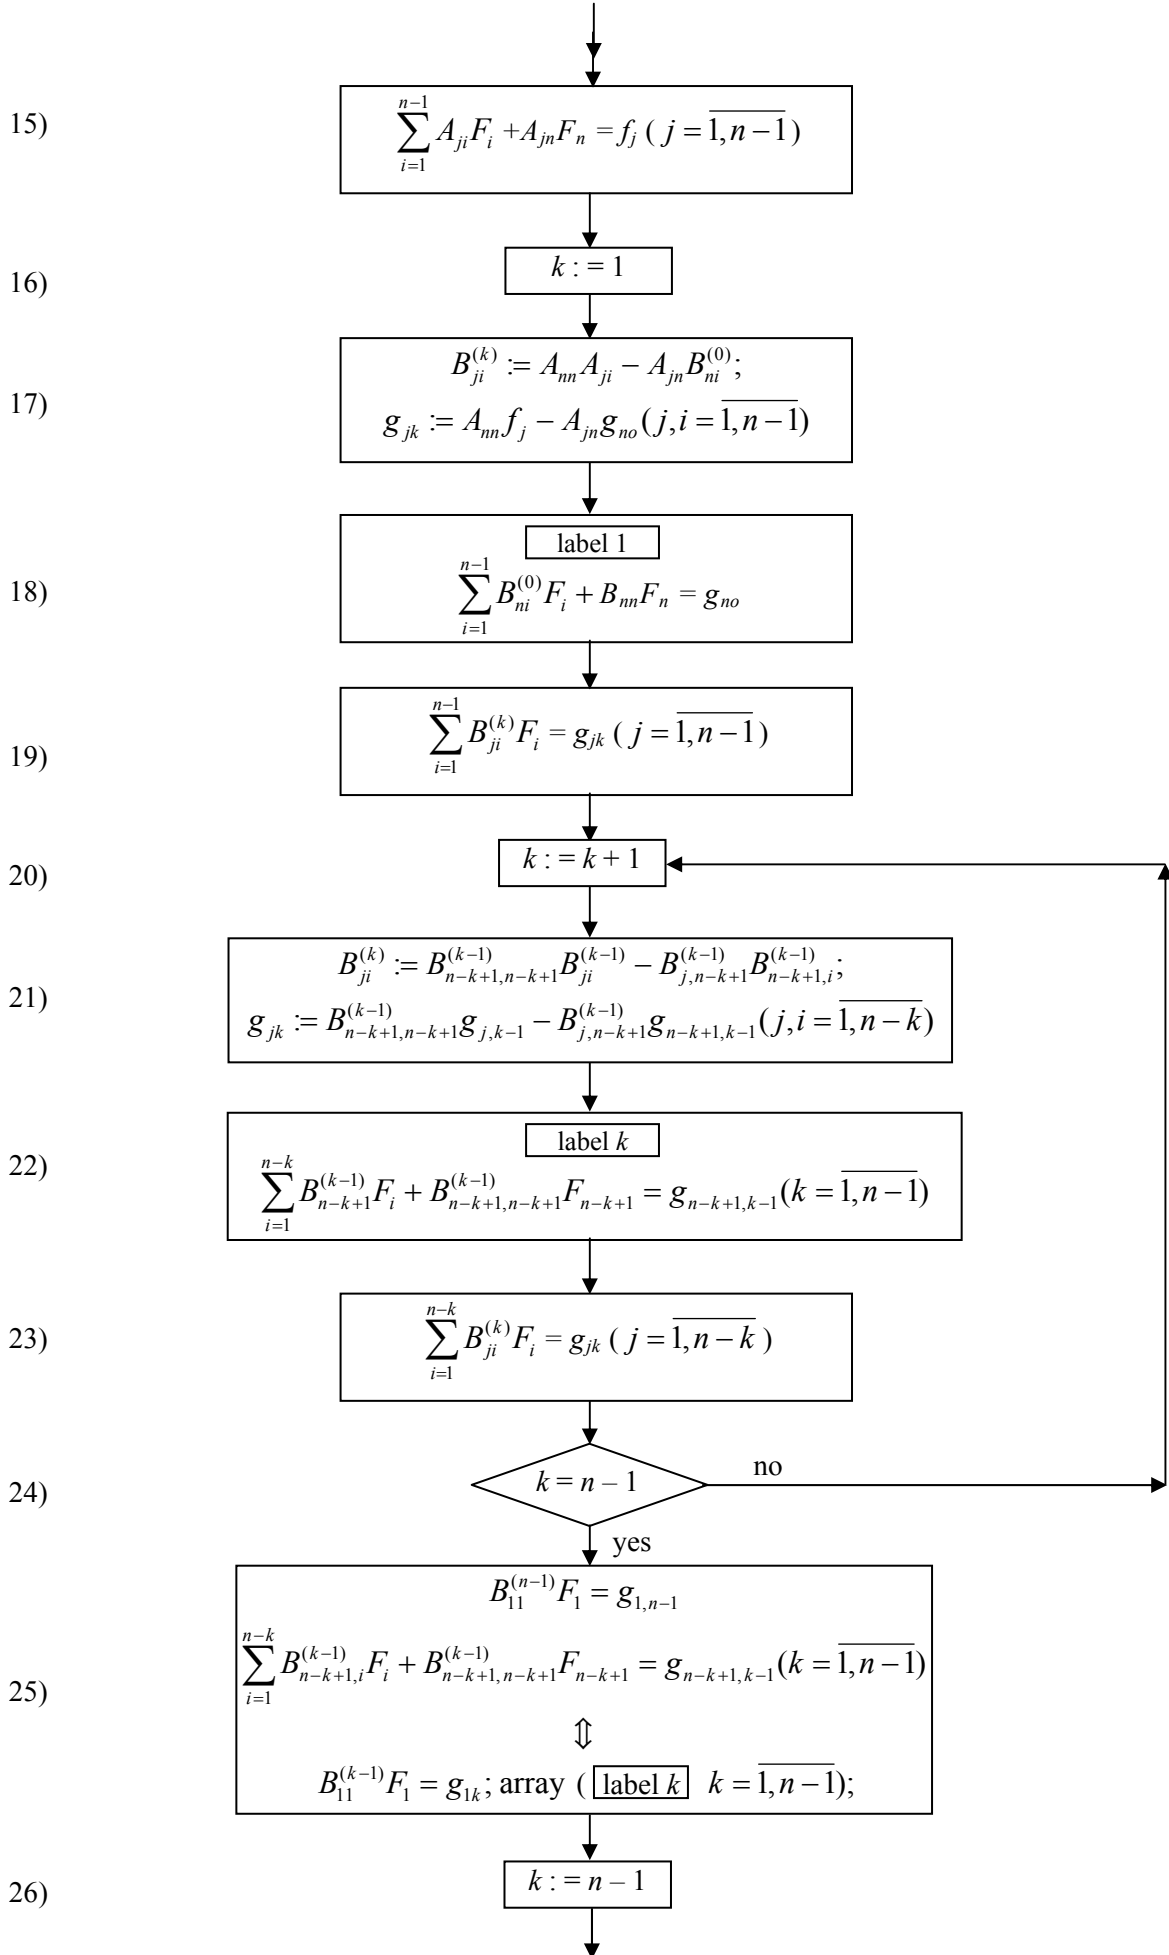 15)
\sum_{i=1}^{n-1} A_{ji} F_i + A_{jn} F_n = f_j ( j = \overline{1, n-1} )
16)
k : = 1
17)
B_{ji}^{(k)} := A_{nn} A_{ji} - A_{jn} B_{ni}^{(0)};
g_{jk} := A_{nn} f_j - A_{jn} g_{no} (j, i = \overline{1, n-1})
18)
label 1
\sum_{i=1}^{n-1} B_{ni}^{(0)} F_i + B_{nn} F_n = g_{no}
19)
\sum_{i=1}^{n-1} B_{ji}^{(k)} F_i = g_{jk} ( j = \overline{1, n-1} )
20)
k : = k + 1
21)
B_{ji}^{(k)} := B_{n-k+1,n-k+1}^{(k-1)} B_{ji}^{(k-1)} - B_{j,n-k+1}^{(k-1)} B_{n-k+1,i}^{(k-1)};
g_{jk} := B_{n-k+1,n-k+1}^{(k-1)} g_{j,k-1} - B_{j,n-k+1}^{(k-1)} g_{n-k+1,k-1} (j, i = \overline{1, n-k})
22)
label k
\sum_{i=1}^{n-k} B_{n-k+1}^{(k-1)} F_i + B_{n-k+1,n-k+1}^{(k-1)} F_{n-k+1} = g_{n-k+1,k-1} (k = \overline{1, n-1})
23)
\sum_{i=1}^{n-k} B_{ji}^{(k)} F_i = g_{jk} ( j = \overline{1, n-k} )
24)
k = n – 1
no
yes
25)
B_{11}^{(n-1)} F_1 = g_{1,n-1}
\sum_{i=1}^{n-k} B_{n-k+1,i}^{(k-1)} F_i + B_{n-k+1,n-k+1}^{(k-1)} F_{n-k+1} = g_{n-k+1,k-1} (k = \overline{1, n-1})
⇕
B_{11}^{(k-1)} F_1 = g_{1k}; array ( label k k = \overline{1, n-1});
26)
k : = n – 1